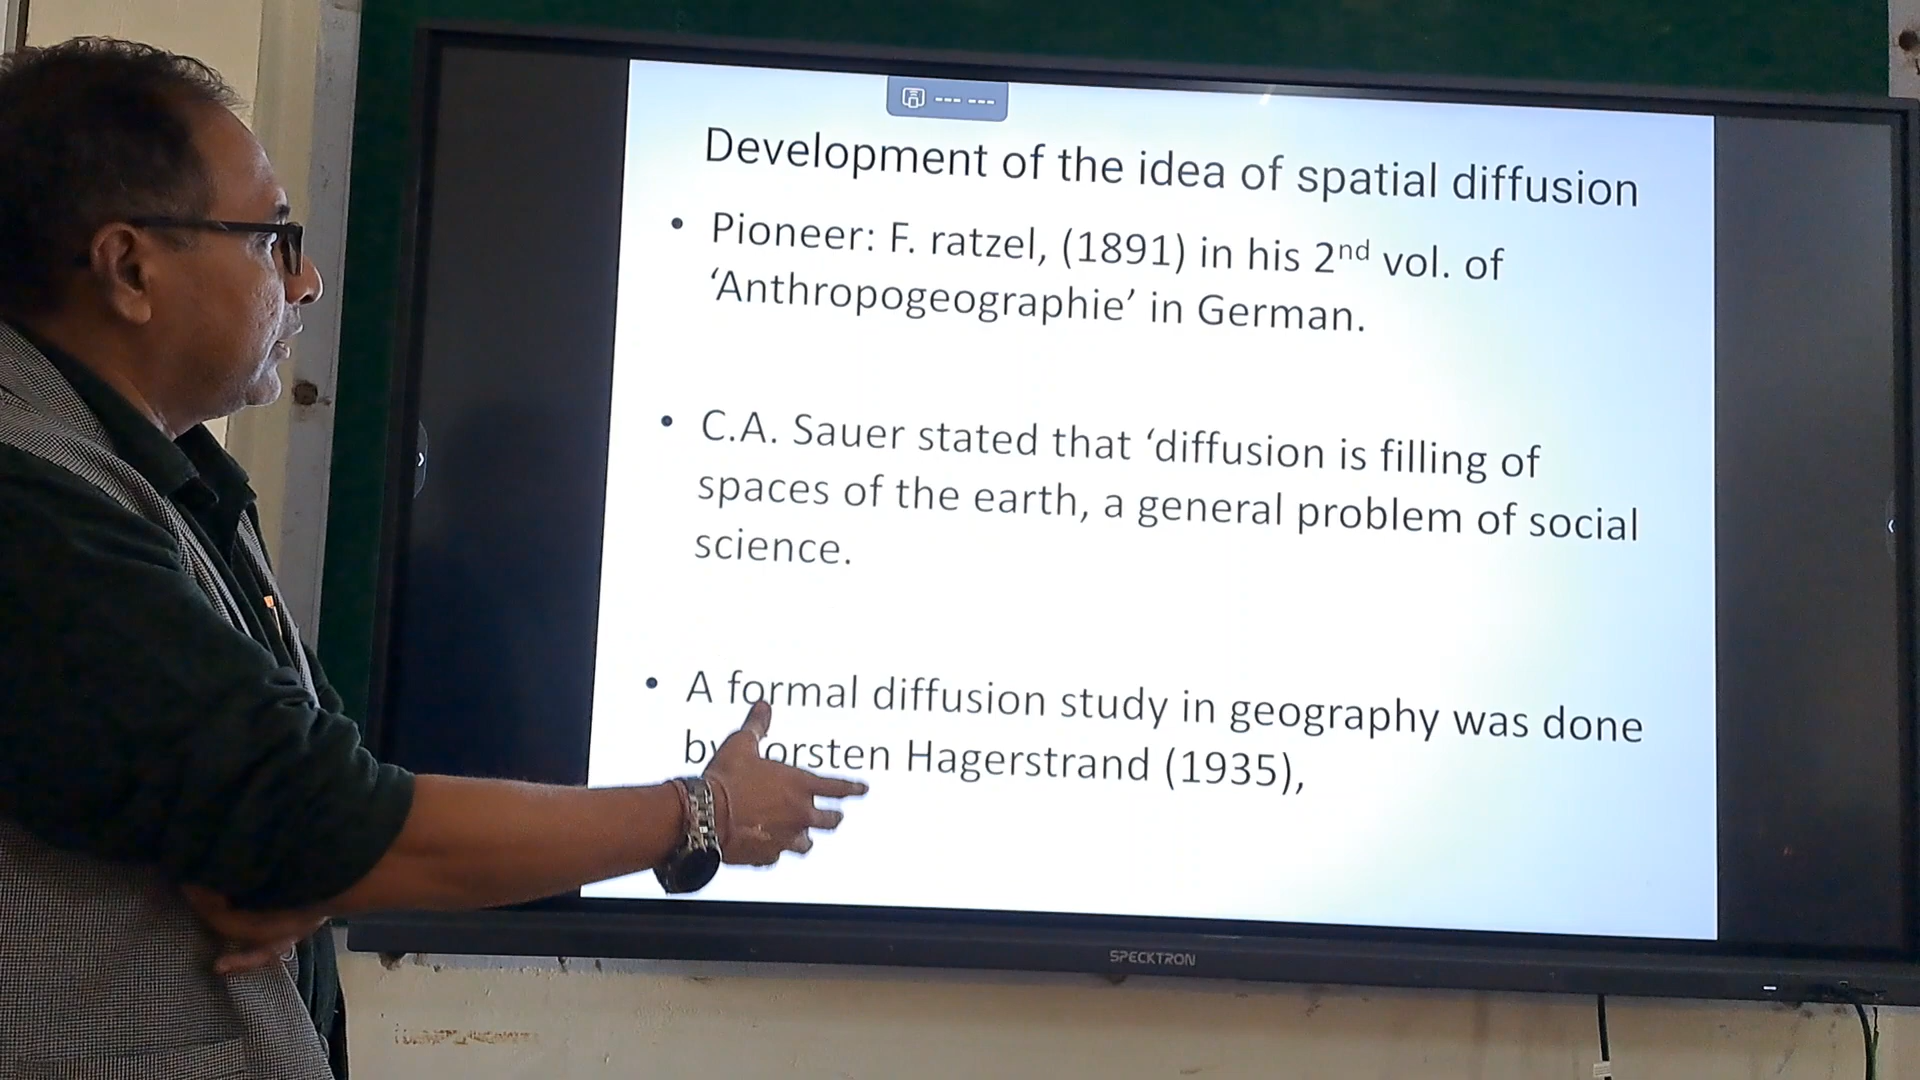 Development of the idea of spatial diffusion
• Pioneer: F. ratzel, (1891) in his 2nd vol. of
‘Anthropogeographie’ in German.
• C.A. Sauer stated that ‘diffusion is filling of
spaces of the earth, a general problem of social
science.
• A formal diffusion study in geography was done
by orsten Hagerstrand (1935),
SPECKTRON